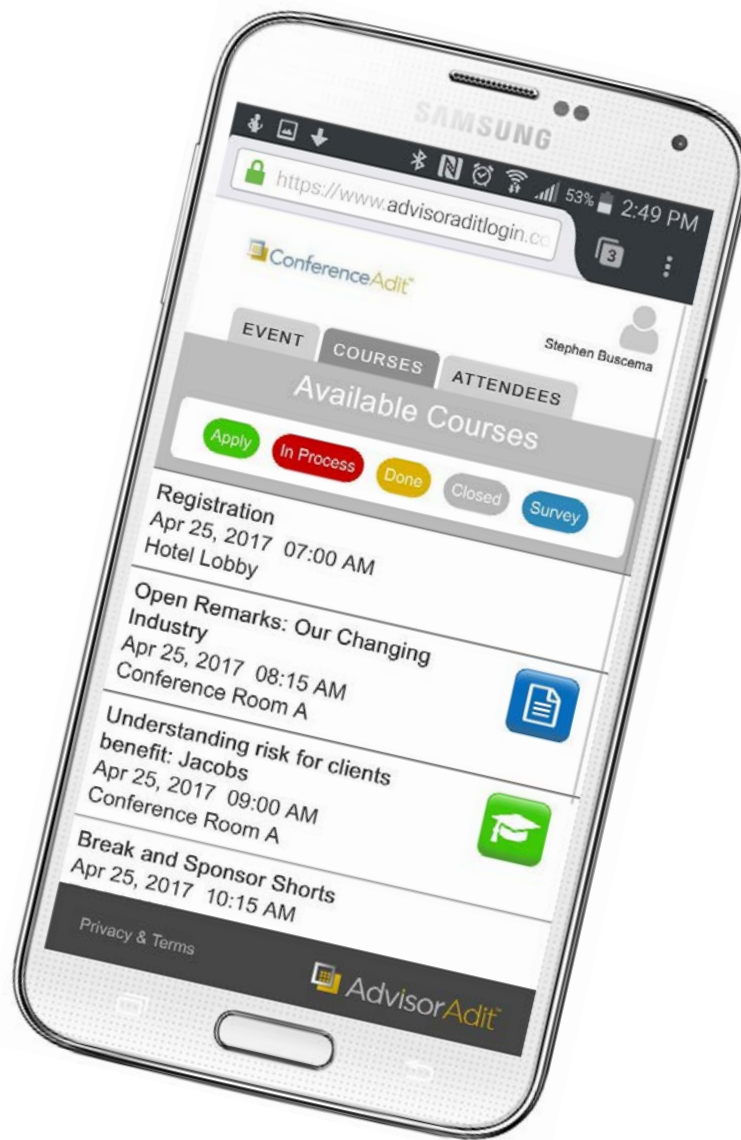 SAMSUNG
53% 2:49 PM
https://www.advisoraditlogin.co
3
ConferenceAdit
Stephen Buscema
EVENT COURSES ATTENDEES
Available Courses
Apply In Process Done Closed Survey
Registration
Apr 25, 2017 07:00 AM
Hotel Lobby
Open Remarks: Our Changing
Industry
Apr 25, 2017 08:15 AM
Conference Room A
Understanding risk for clients
benefit: Jacobs
Apr 25, 2017 09:00 AM
Conference Room A
Break and Sponsor Shorts
Apr 25, 2017 10:15 AM
Privacy & Terms
AdvisorAdit